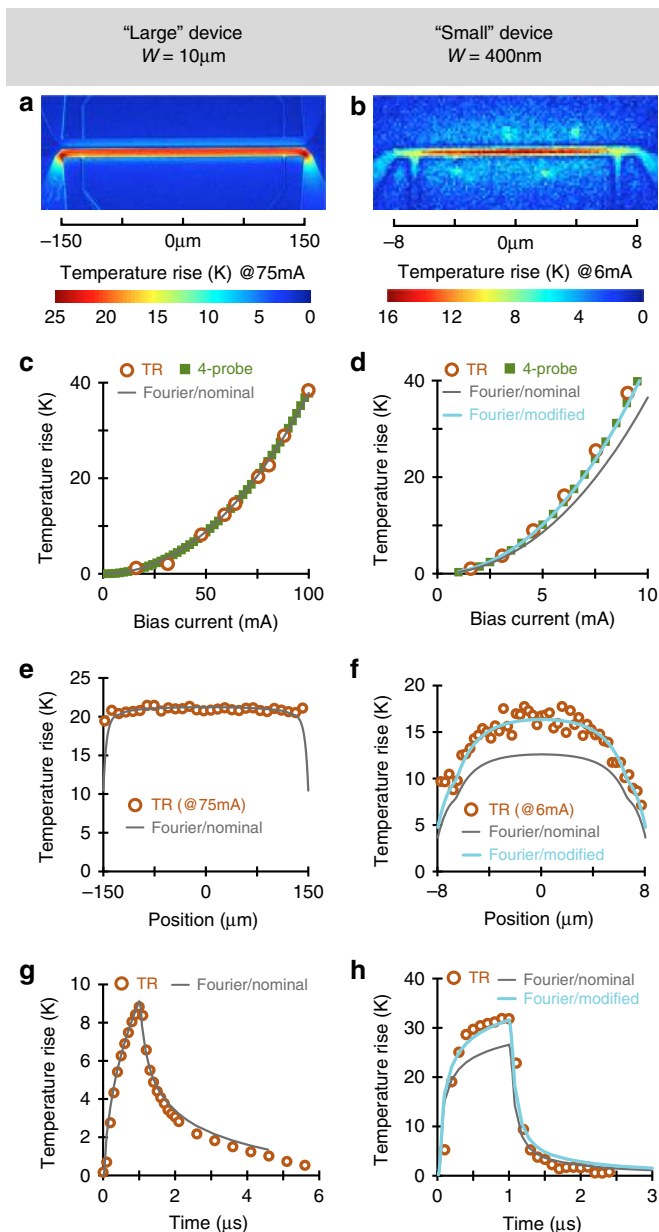 “Large” device
W = 10μm
“Small” device
W = 400nm
a
b
−150 0μm 150
−8 0μm 8
Temperature rise (K) @75mA
Temperature rise (K) @6mA
25 20 15 10 5 0
16 12 8 4 0
c
TR 4-probe
Fourier/nominal
Temperature rise (K)
40
20
0
0 50 100
Bias current (mA)
d
TR 4-probe
Fourier/nominal
Fourier/modified
Temperature rise (K)
40
20
0
0 5 10
Bias current (mA)
e
Temperature rise (K)
25
20
15
10
5
0
TR (@75mA)
Fourier/nominal
−150 0 150
Position (μm)
f
Temperature rise (K)
20
15
10
5
0
TR (@6mA)
Fourier/nominal
Fourier/modified
−8 −4 0 4 8
Position (μm)
g
TR Fourier/nominal
Temperature rise (K)
10
8
6
4
2
0
0 2 4 6
Time (μs)
h
TR Fourier/nominal
Fourier/modified
Temperature rise (K)
40
30
20
10
0
0 1 2 3
Time (μs)